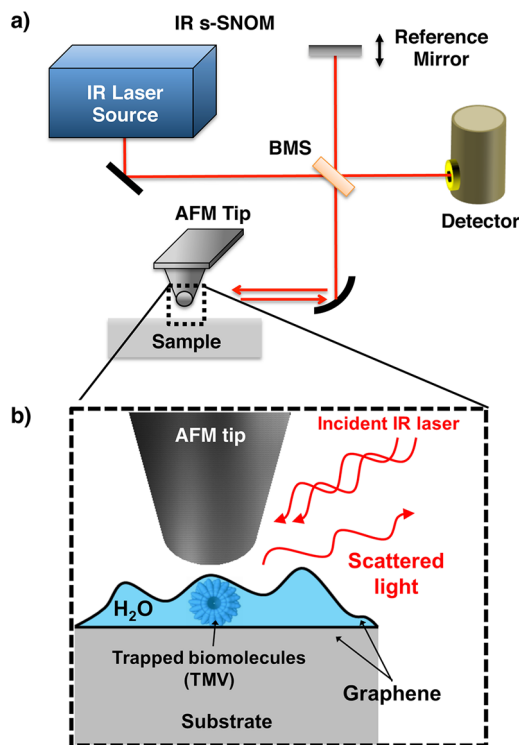 a)
IR s-SNOM
Reference
Mirror
IR Laser
Source
BMS
Detector
AFM Tip
Sample
b)
AFM tip
Incident IR laser
Scattered
light
H₂O
Trapped biomolecules
(TMV)
Graphene
Substrate